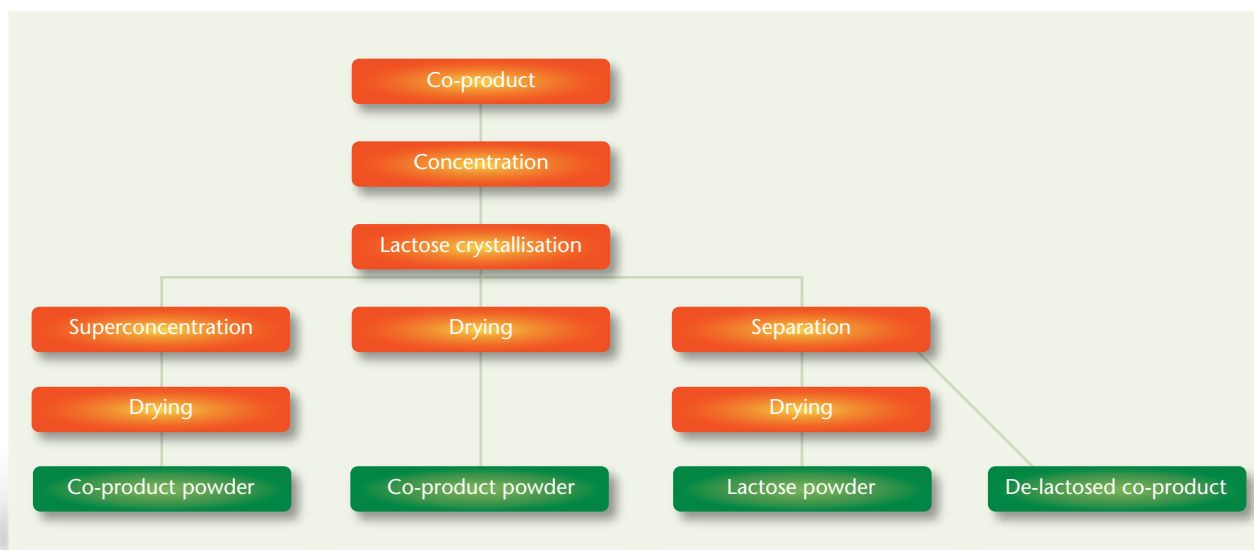 Co-product
Concentration
Lactose crystallisation
Superconcentration
Drying
Separation
Drying
Drying
Co-product powder
Co-product powder
Lactose powder
De-lactosed co-product